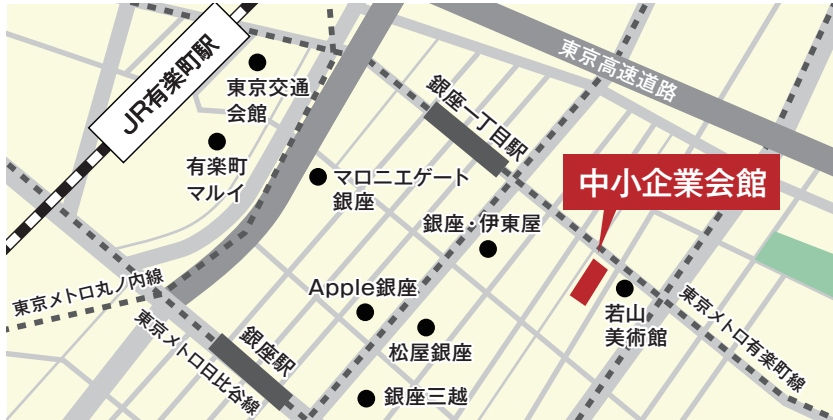 JR有楽町駅
東京交通
会館
有楽町
マルイ
マロニエゲート
銀座
銀座一丁目駅
東京高速道路
中小企業会館
銀座・伊東屋
Apple銀座
松屋銀座
銀座三越
若山
美術館
東京メトロ丸ノ内線
東京メトロ日比谷線
銀座駅
東京メトロ有楽町線